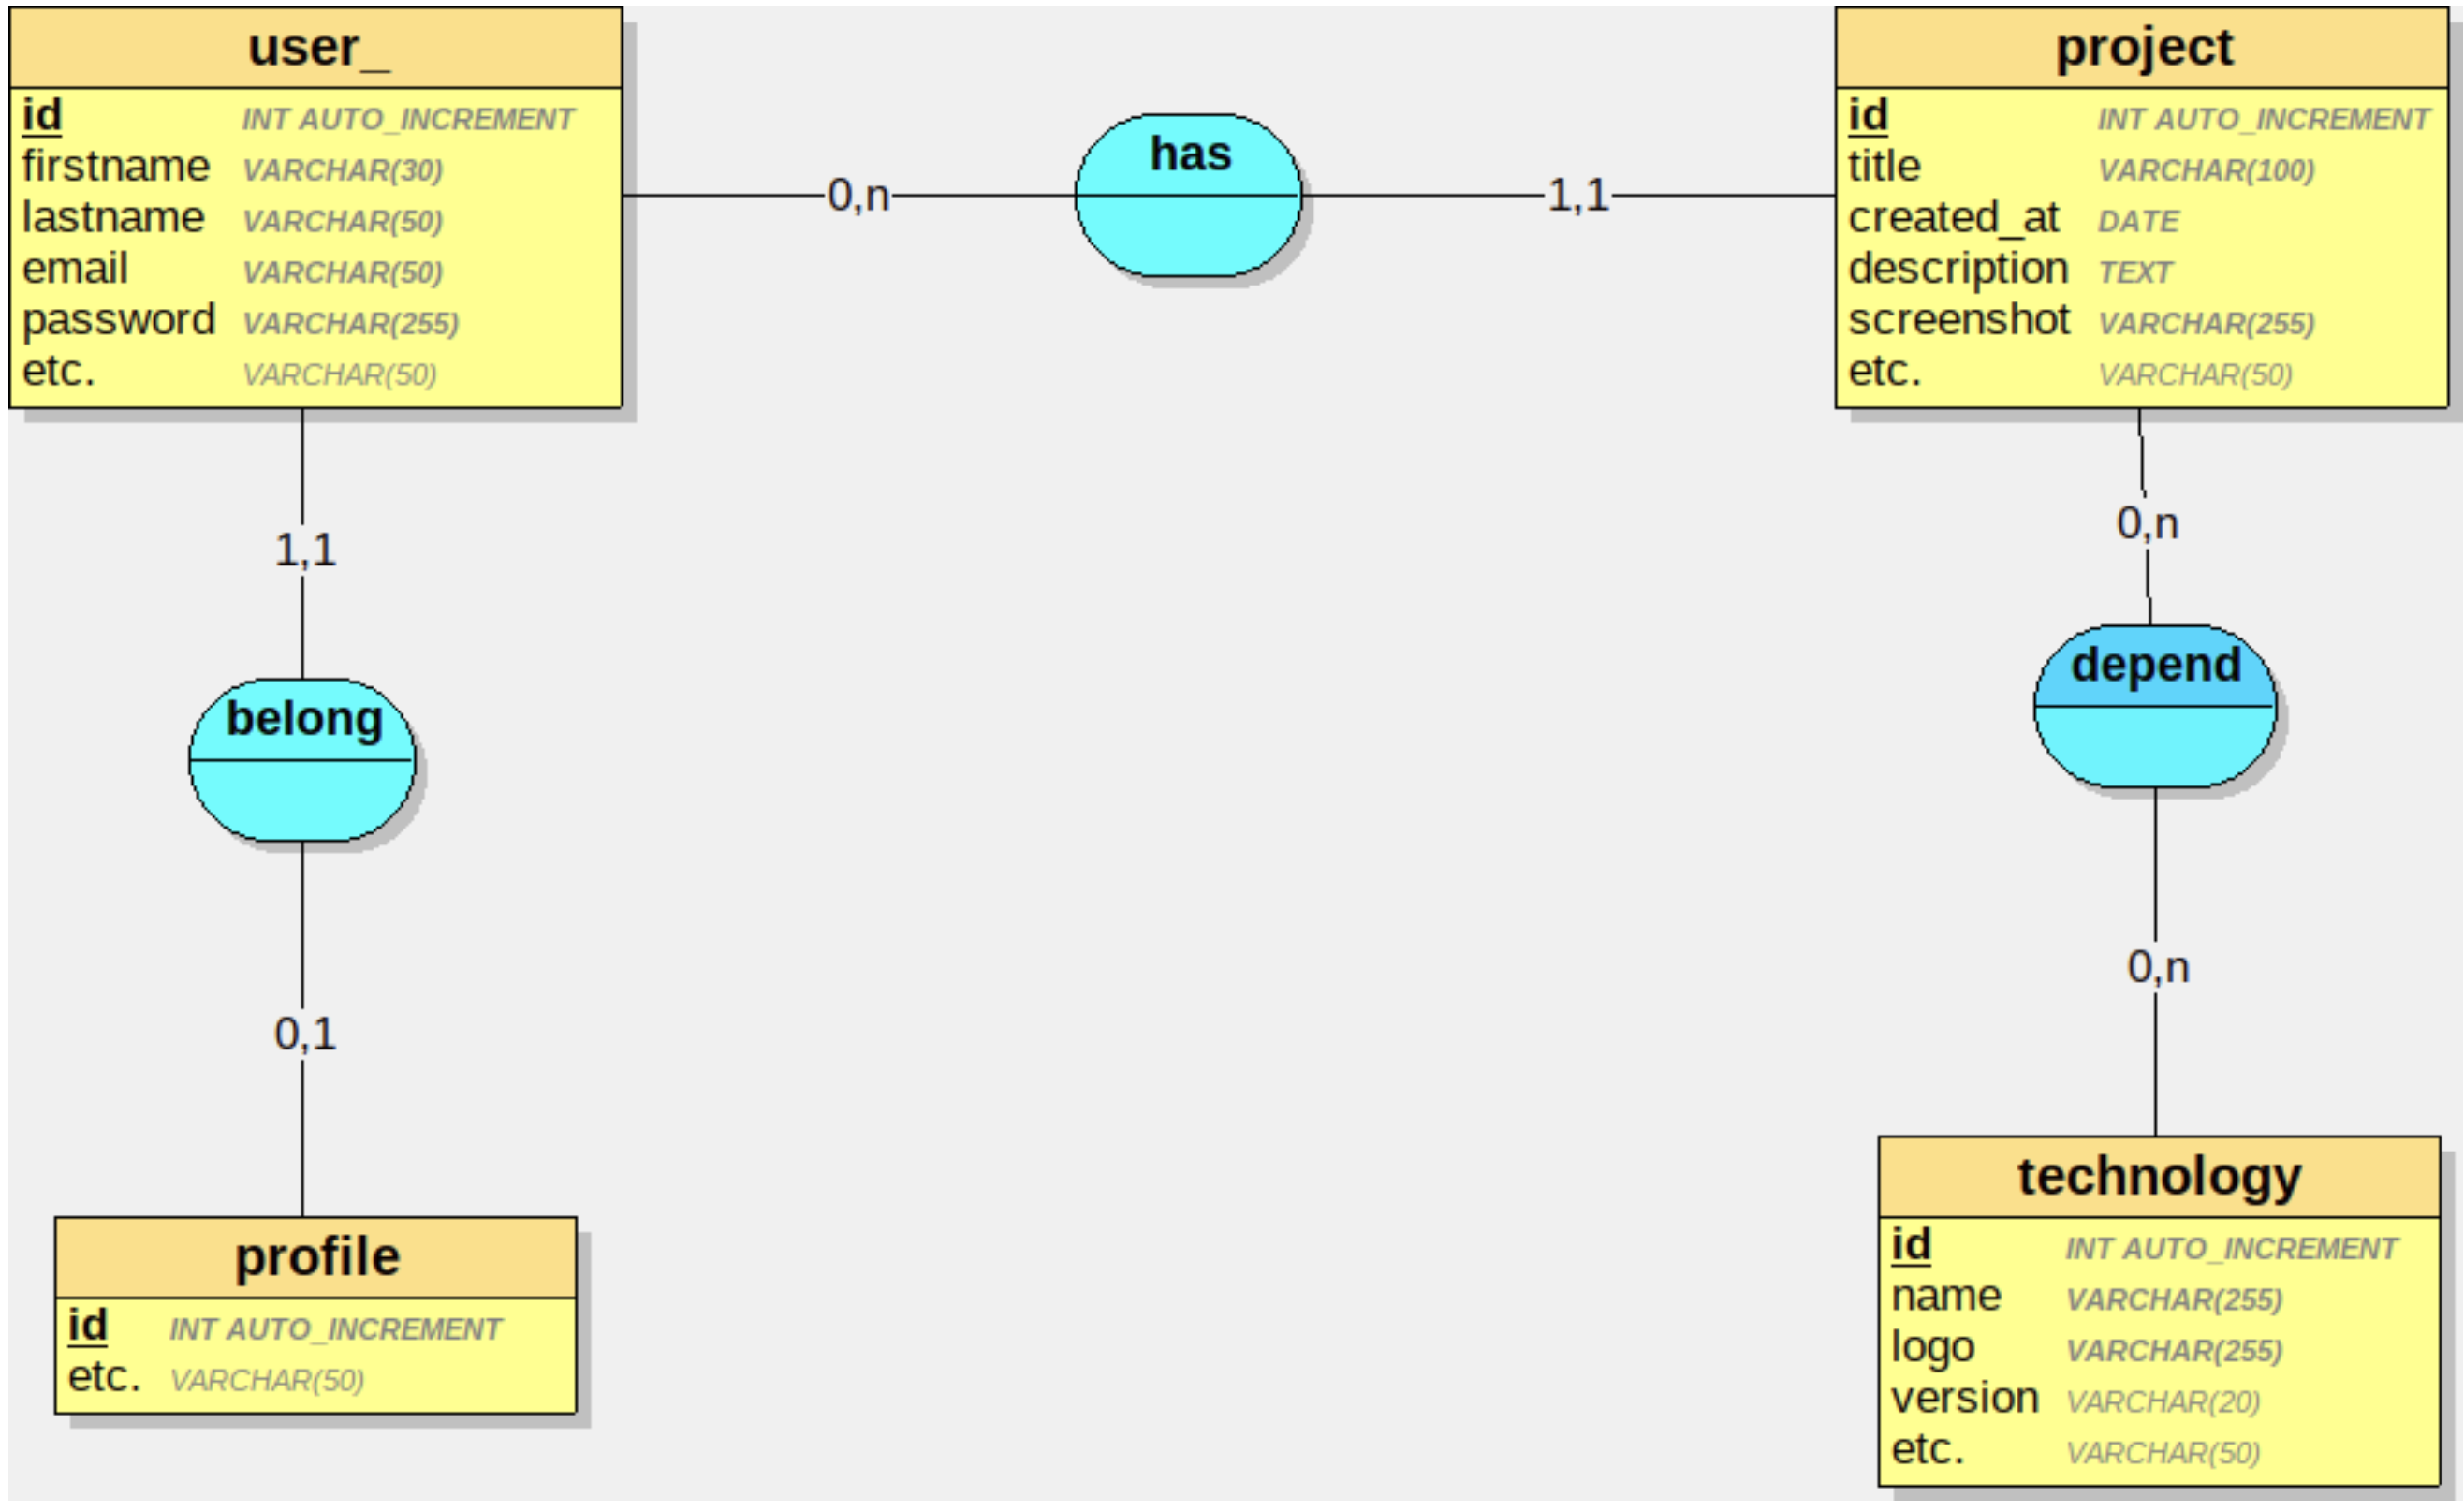 user_
id INT AUTO_INCREMENT
firstname VARCHAR(30)
lastname VARCHAR(50)
email VARCHAR(50)
password VARCHAR(255)
etc. VARCHAR(50)
0,n
has
1,1
project
id INT AUTO_INCREMENT
title VARCHAR(100)
created_at DATE
description TEXT
screenshot VARCHAR(255)
etc. VARCHAR(50)
1,1
belong
0,1
profile
id INT AUTO_INCREMENT
etc. VARCHAR(50)
0,n
depend
0,n
technology
id INT AUTO_INCREMENT
name VARCHAR(255)
logo VARCHAR(255)
version VARCHAR(20)
etc. VARCHAR(50)